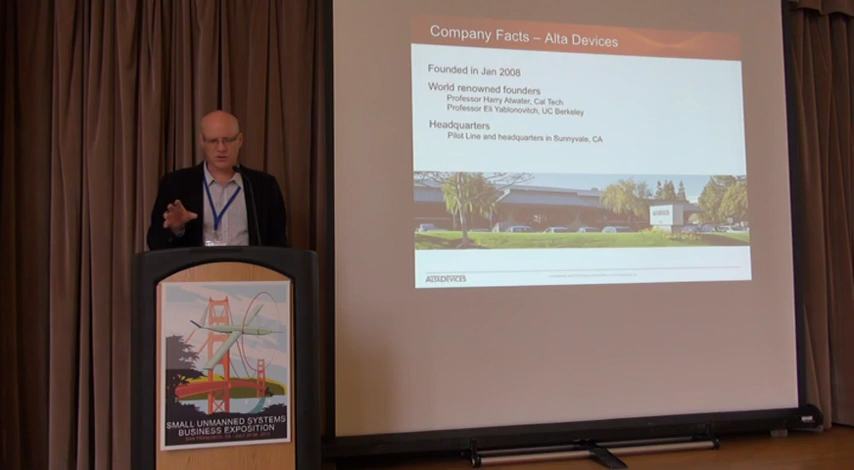 Company Facts – Alta Devices
Founded in Jan 2008
World renowned founders
Professor Harry Atwater, Cal Tech
Professor Eli Yablonovitch, UC Berkeley
Headquarters
Pilot Line and headquarters in Sunnyvale, CA
ALTADEVICES
SMALL UNMANNED SYSTEMS
BUSINESS EXPOSITION